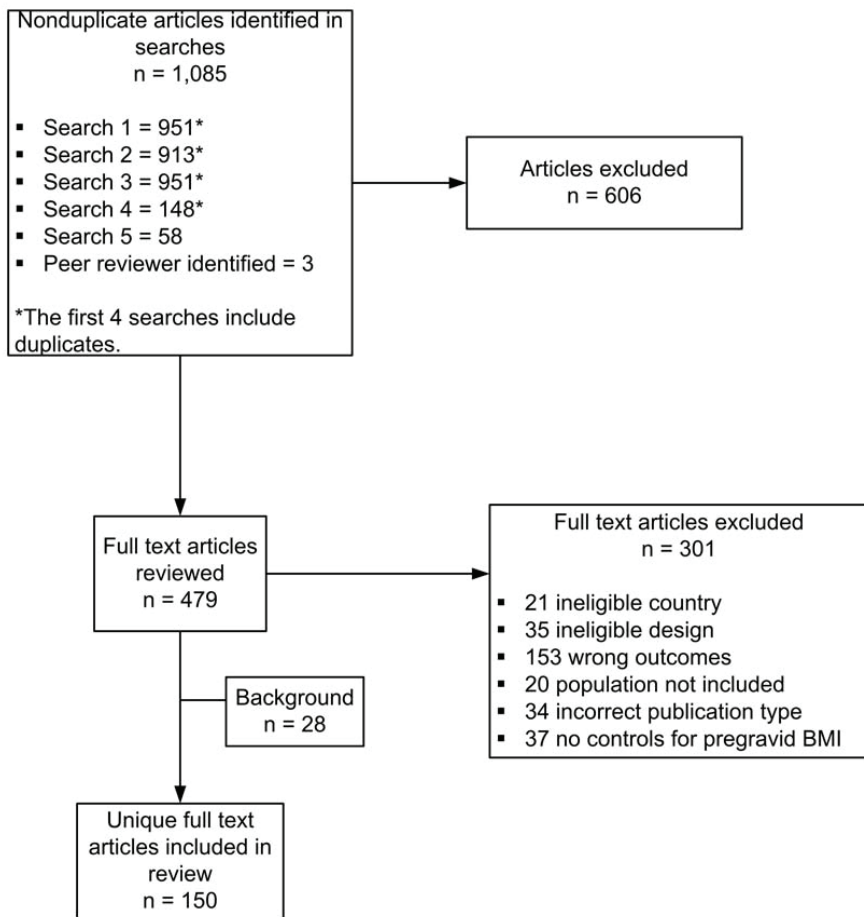 Nonduplicate articles identified in
searches
n = 1,085
▪ Search 1 = 951*
▪ Search 2 = 913*
▪ Search 3 = 951*
▪ Search 4 = 148*
▪ Search 5 = 58
▪ Peer reviewer identified = 3
*The first 4 searches include
duplicates.
Articles excluded
n = 606
Full text articles
reviewed
n = 479
Full text articles excluded
n = 301
▪ 21 ineligible country
▪ 35 ineligible design
▪ 153 wrong outcomes
▪ 20 population not included
▪ 34 incorrect publication type
▪ 37 no controls for pregravid BMI
Background
n = 28
Unique full text
articles included in
review
n = 150